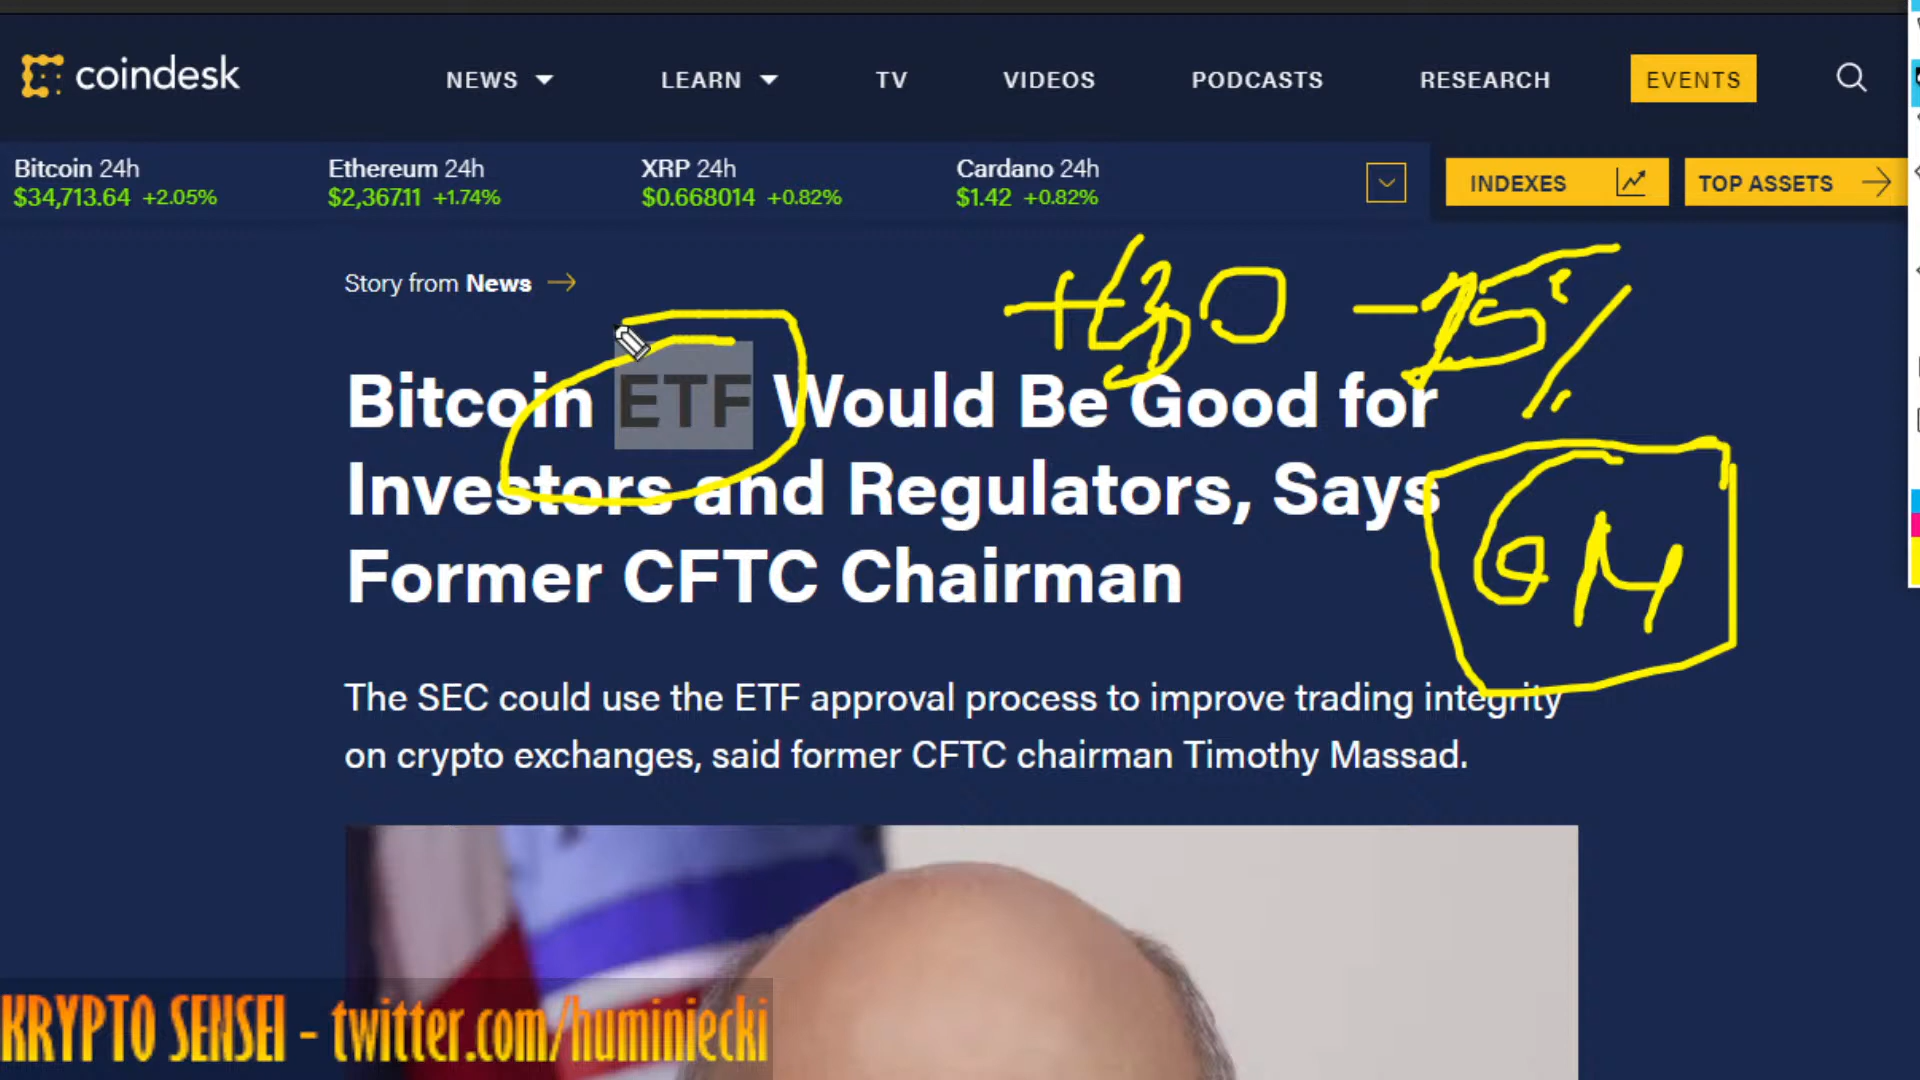 coindesk
NEWS LEARN TV VIDEOS PODCASTS RESEARCH EVENTS
Bitcoin 24h Ethereum 24h XRP 24h Cardano 24h
$34,713.64 +2.05% $2,367.11 +1.74% $0.668014 +0.82% $1.42 +0.82%
INDEXES TOP ASSETS
Story from News
Bitcoin ETF Would Be Good for
Investors and Regulators, Says
Former CFTC Chairman
The SEC could use the ETF approval process to improve trading integrity
on crypto exchanges, said former CFTC chairman Timothy Massad.
KRYPTO SENSEI - twitter.com/huminiecki